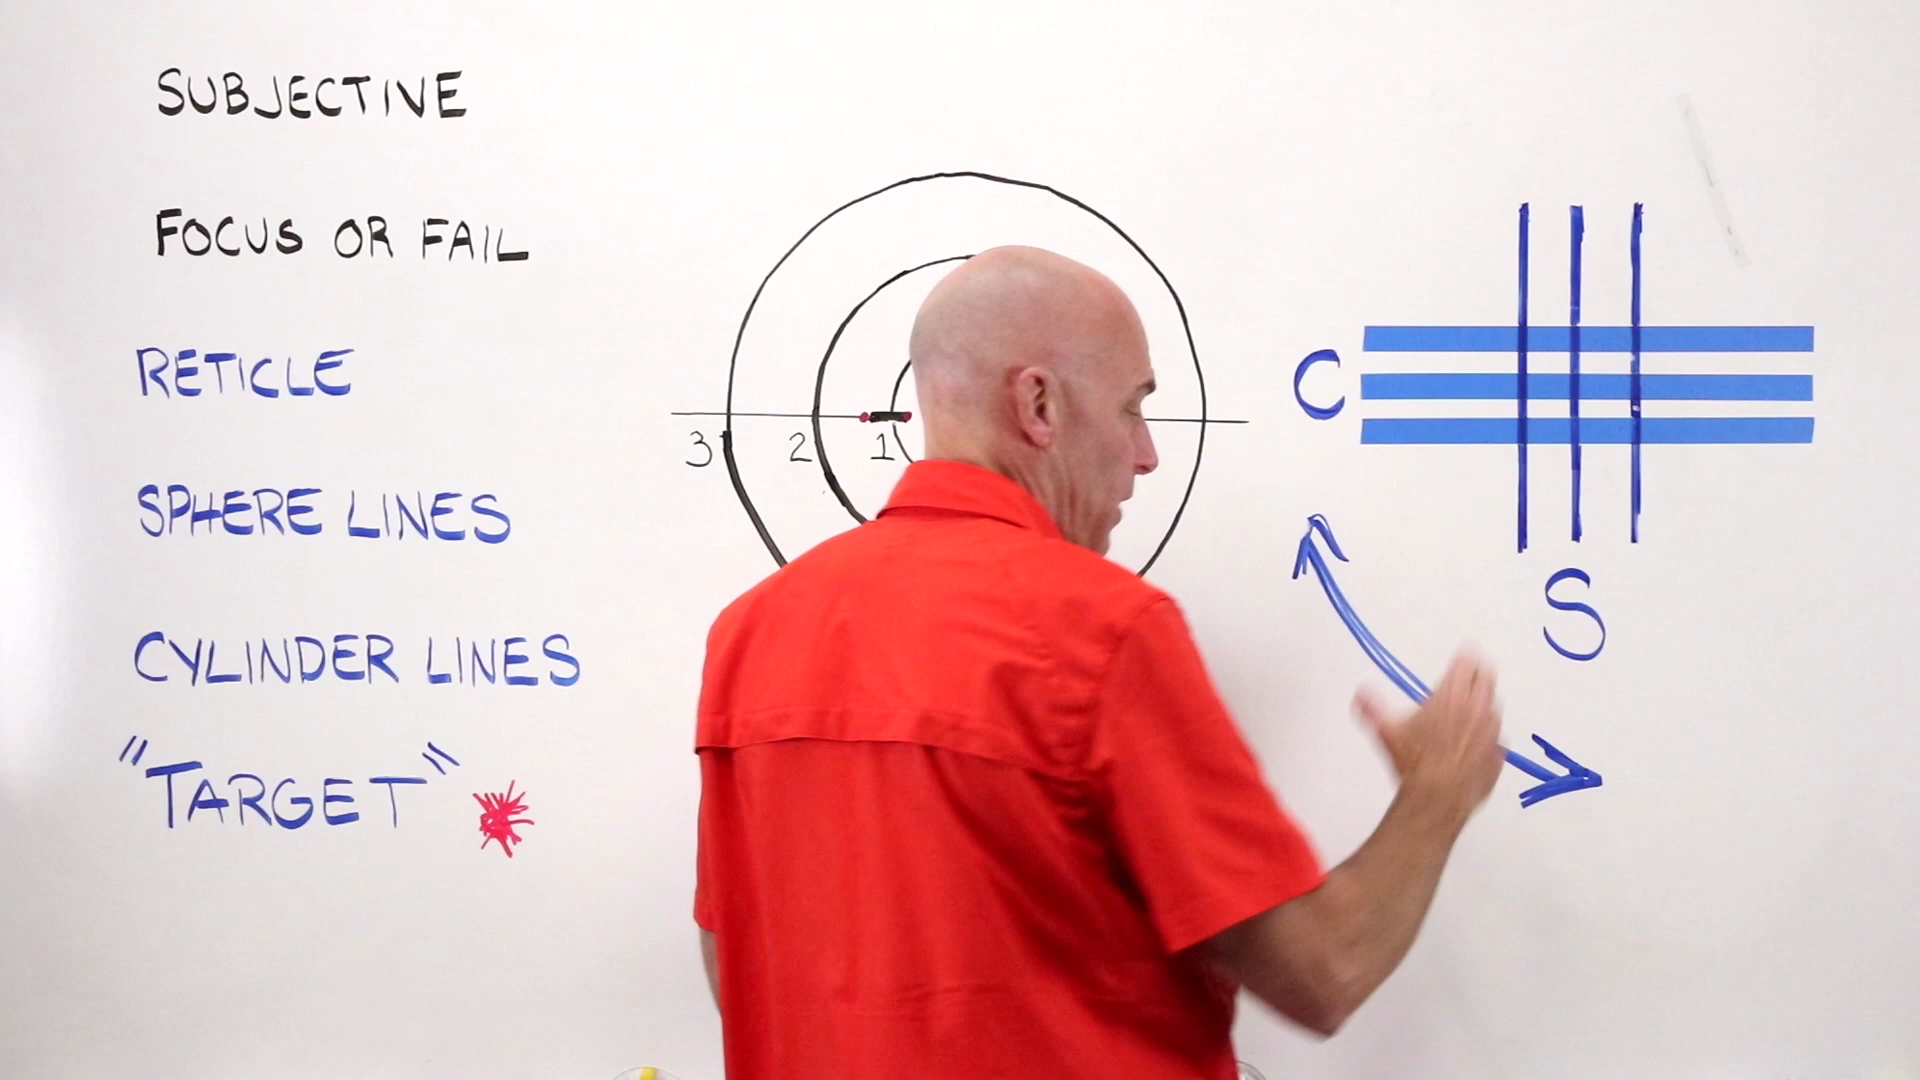 SUBJECTIVE
FOCUS OR FAIL
RETICLE
SPHERE LINES
CYLINDER LINES
"TARGET"
3 2 1
C
S